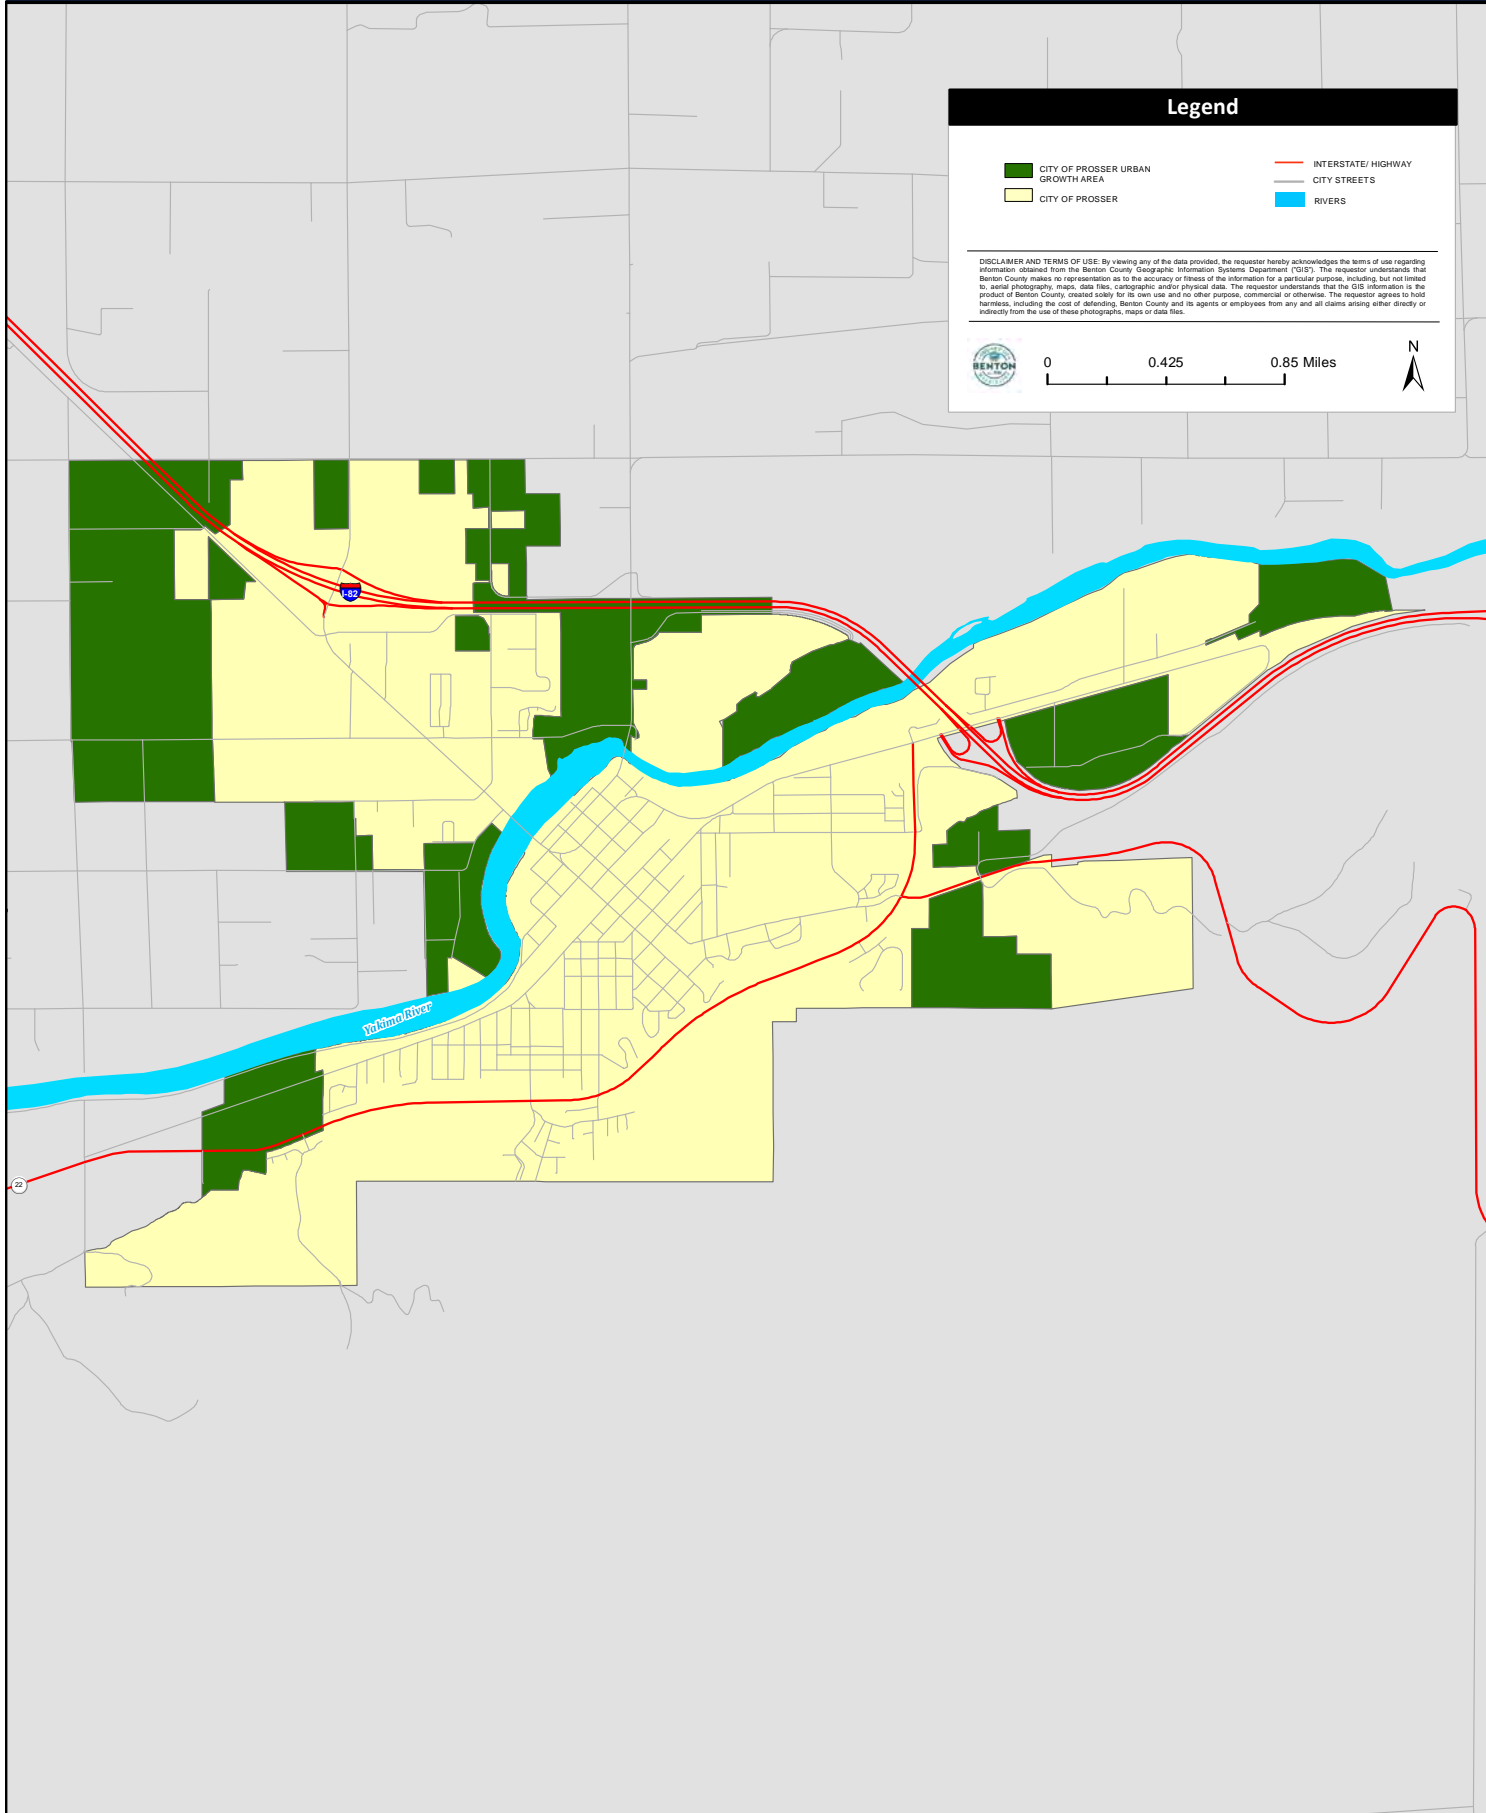 Legend
CITY OF PROSSER URBAN
GROWTH AREA
CITY OF PROSSER
INTERSTATE/ HIGHWAY
CITY STREETS
RIVERS
DISCLAIMER AND TERMS OF USE: By viewing any of the data provided, the requester hereby acknowledges the terms of use regarding
information obtained from the Benton County Geographic Information Systems Department ("GIS"). The requestor understands that
Benton County makes no representation as to the accuracy or fitness of the information for a particular purpose, including, but not limited
to, aerial photography, maps, data files, cartographic and/or physical data. The requestor understands that the GIS information is the
product of Benton County, created solely for its own use and no other purpose, commercial or otherwise. The requestor agrees to hold
harmless, including the cost of defending, Benton County and its agents or employees from any and all claims arising either directly or
indirectly from the use of these photographs, maps or data files.
BENTON
0 0.425 0.85 Miles
N
I-82
Yakima River
22